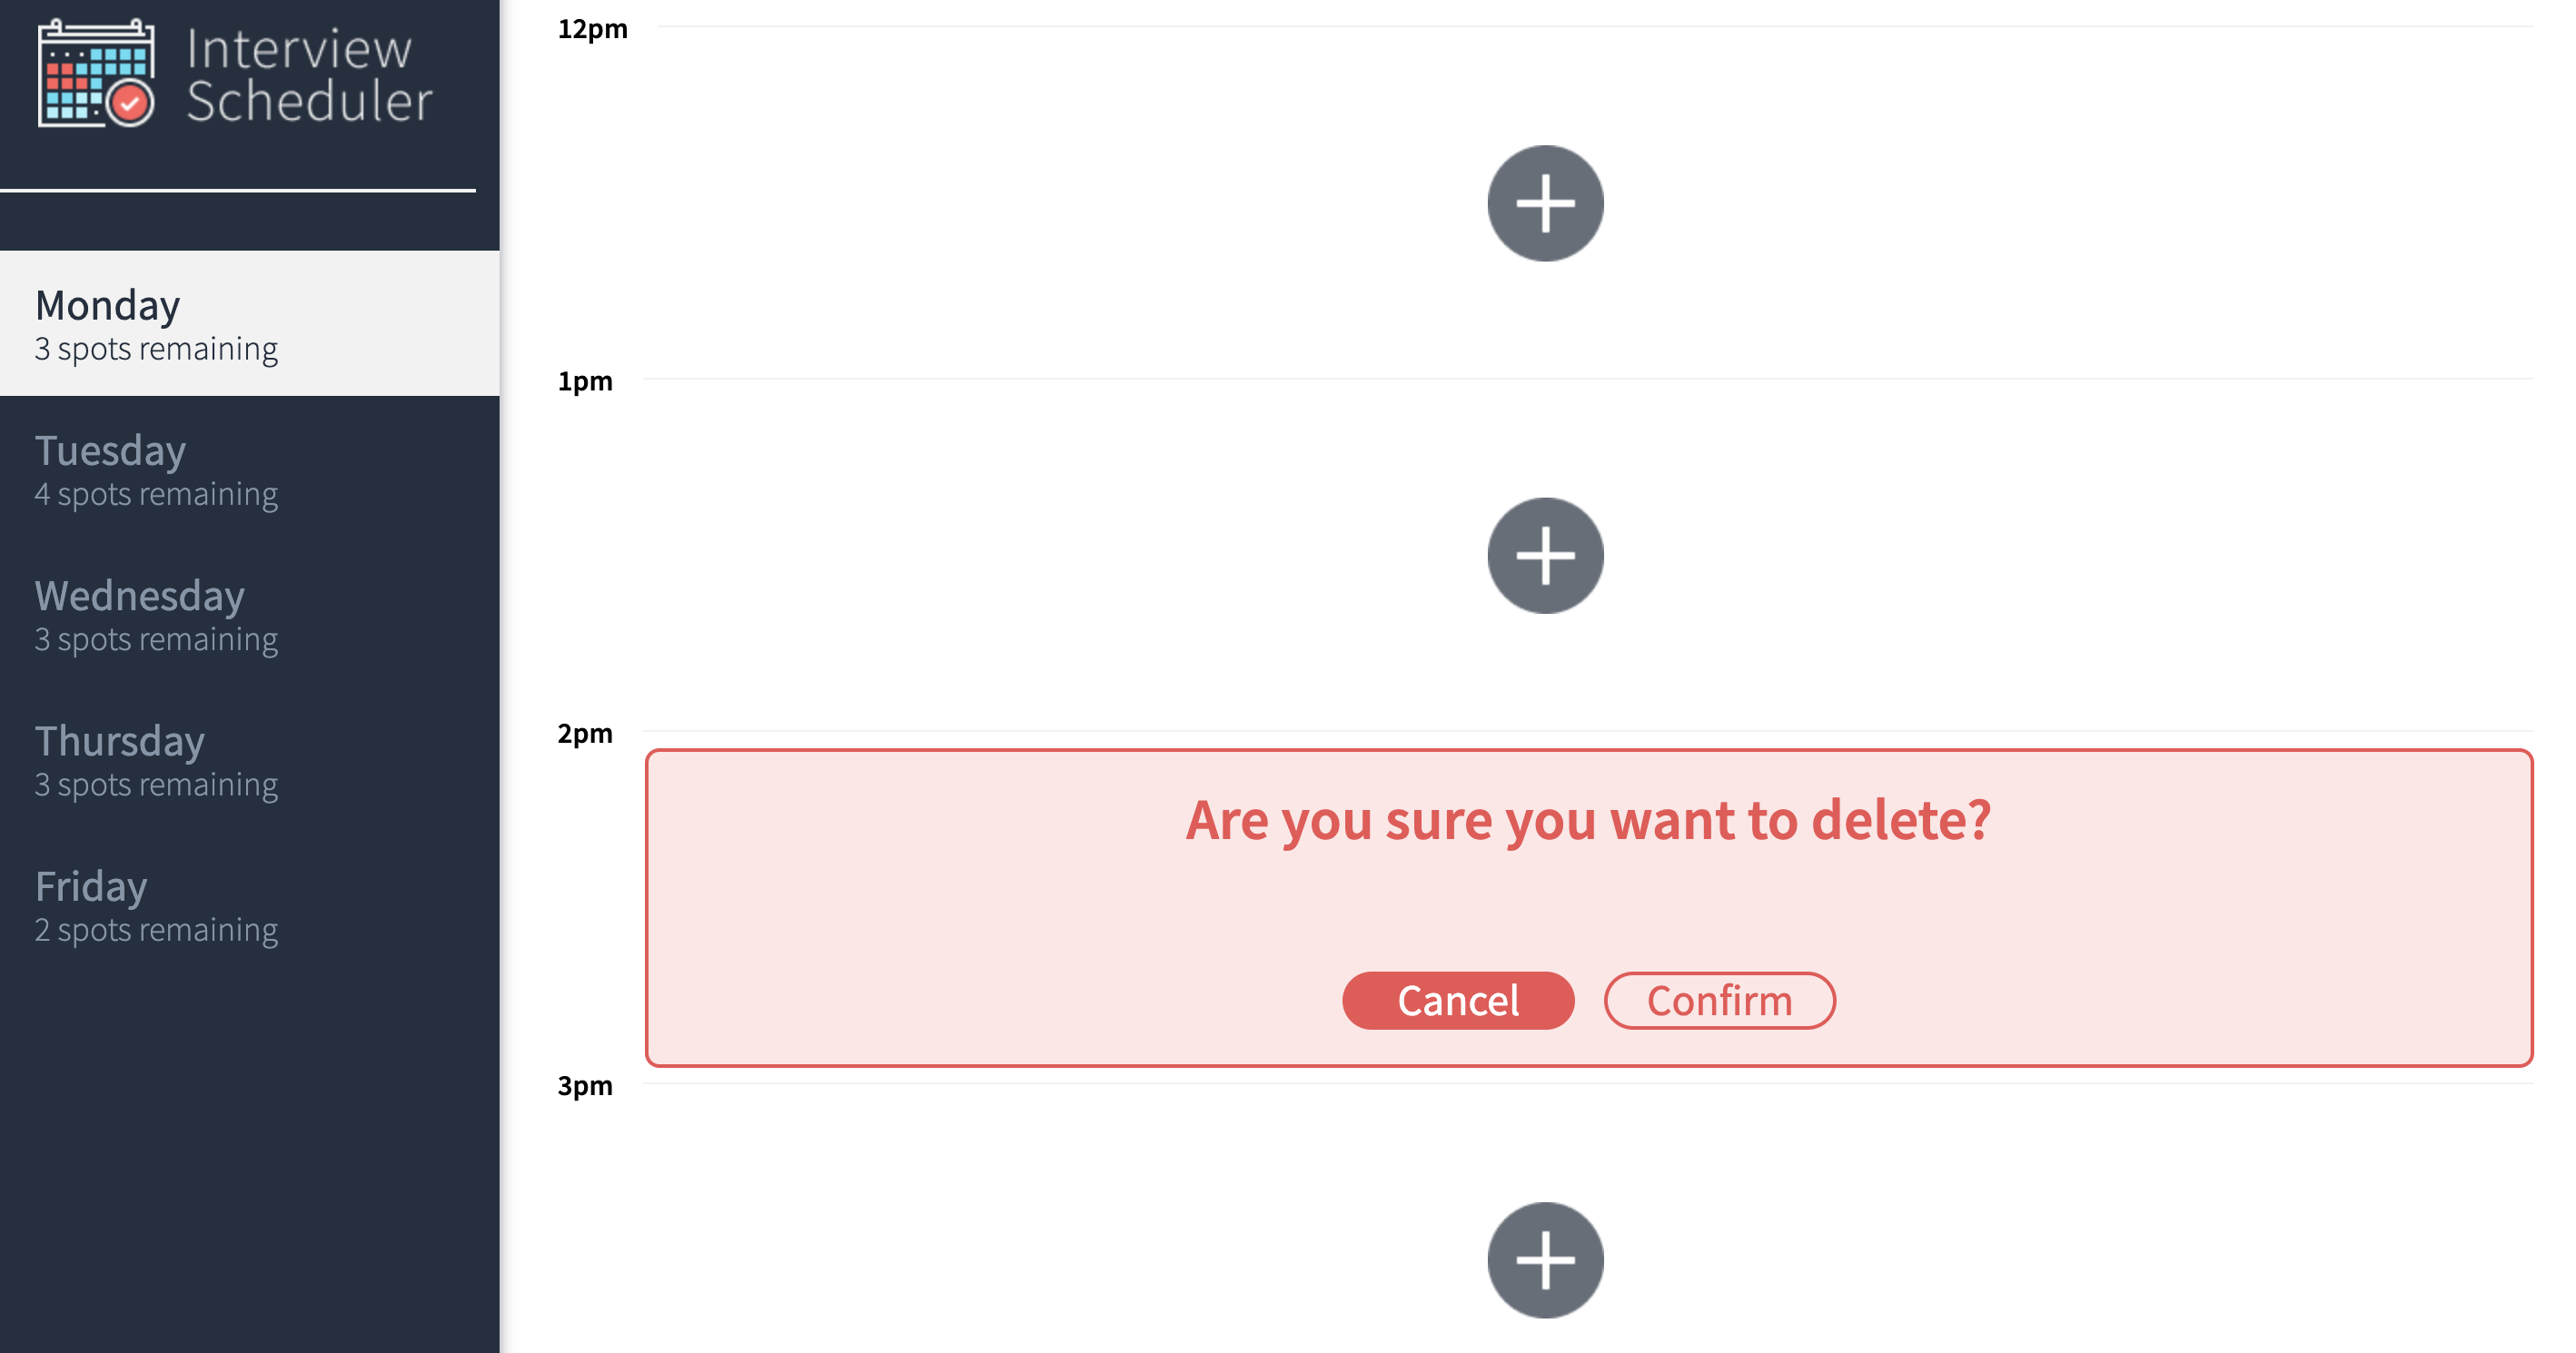 Interview
Scheduler
Monday
3 spots remaining
Tuesday
4 spots remaining
Wednesday
3 spots remaining
Thursday
3 spots remaining
Friday
2 spots remaining
12pm
1pm
2pm
Are you sure you want to delete?
Cancel Confirm
3pm